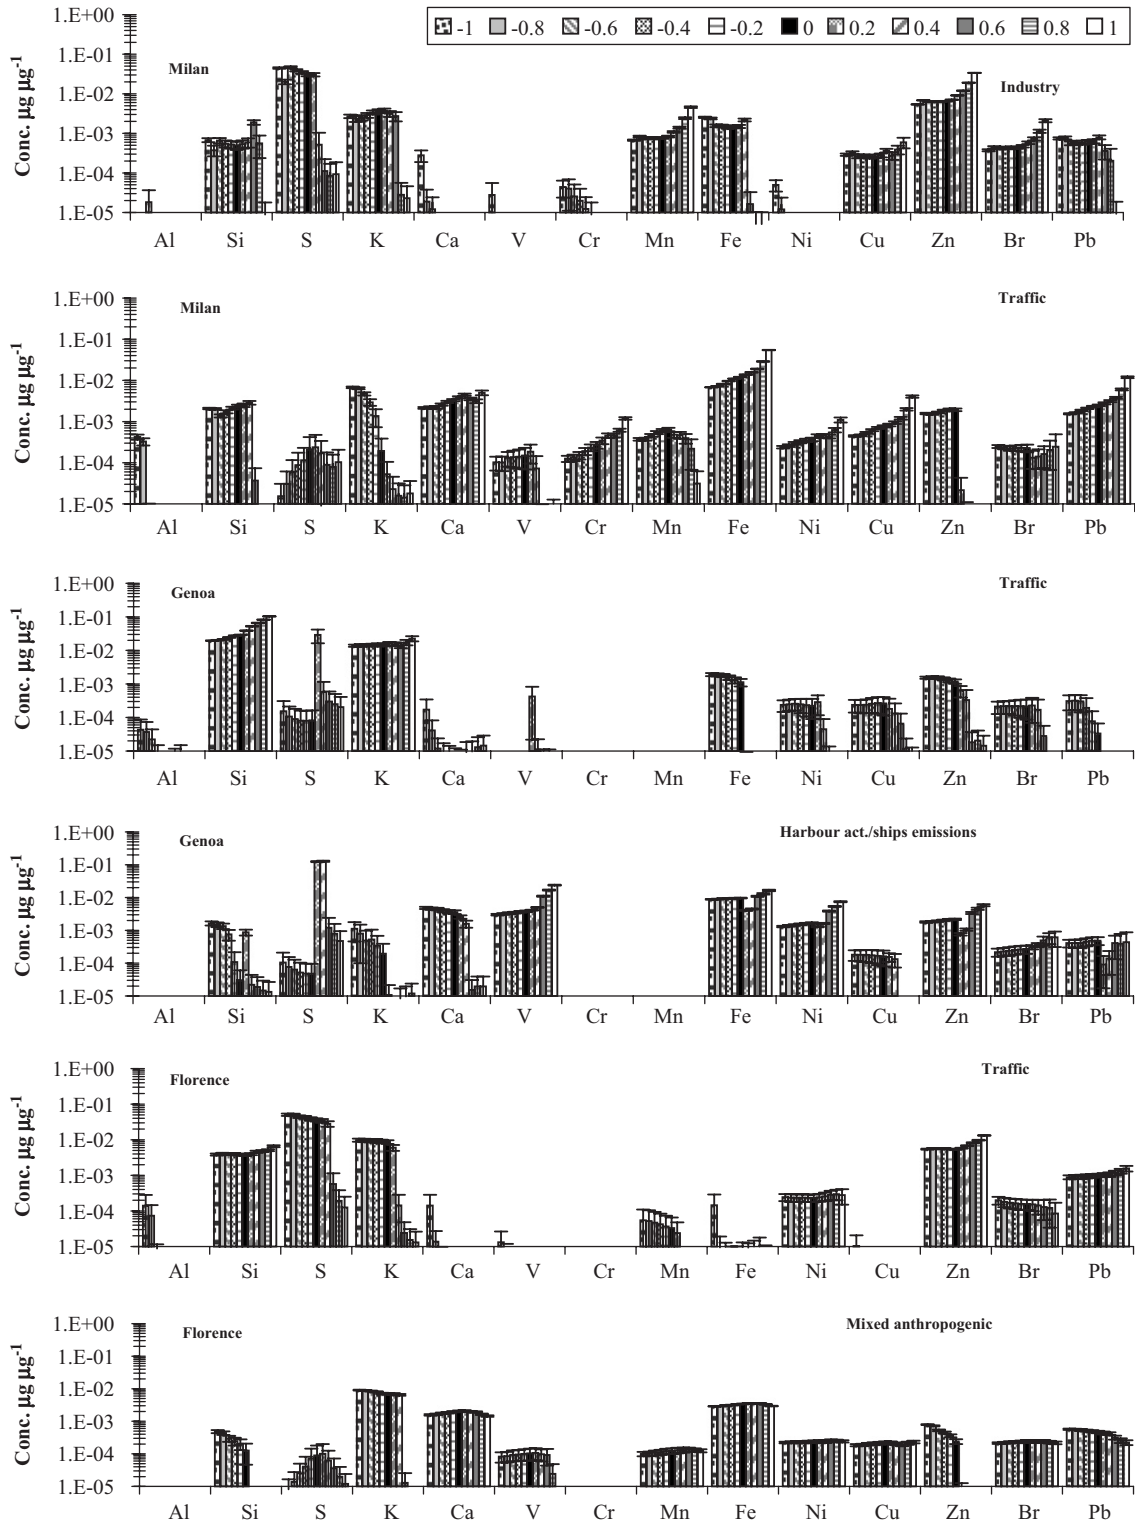 -1 -0.8 -0.6 -0.4 -0.2 0 0.2 0.4 0.6 0.8 1
Conc. µg µg-1
1.E+00
1.E-01
1.E-02
1.E-03
1.E-04
1.E-05
Milan
Industry
Al Si S K Ca V Cr Mn Fe Ni Cu Zn Br Pb
Conc. µg µg-1
1.E+00
1.E-01
1.E-02
1.E-03
1.E-04
1.E-05
Milan
Traffic
Al Si S K Ca V Cr Mn Fe Ni Cu Zn Br Pb
Conc. µg µg-1
1.E+00
1.E-01
1.E-02
1.E-03
1.E-04
1.E-05
Genoa
Traffic
Al Si S K Ca V Cr Mn Fe Ni Cu Zn Br Pb
Conc. µg µg-1
1.E+00
1.E-01
1.E-02
1.E-03
1.E-04
1.E-05
Genoa
Harbour act./ships emissions
Al Si S K Ca V Cr Mn Fe Ni Cu Zn Br Pb
Conc. µg µg-1
1.E+00
1.E-01
1.E-02
1.E-03
1.E-04
1.E-05
Florence
Traffic
Al Si S K Ca V Cr Mn Fe Ni Cu Zn Br Pb
Conc. µg µg-1
1.E+00
1.E-01
1.E-02
1.E-03
1.E-04
1.E-05
Florence
Mixed anthropogenic
Al Si S K Ca V Cr Mn Fe Ni Cu Zn Br Pb